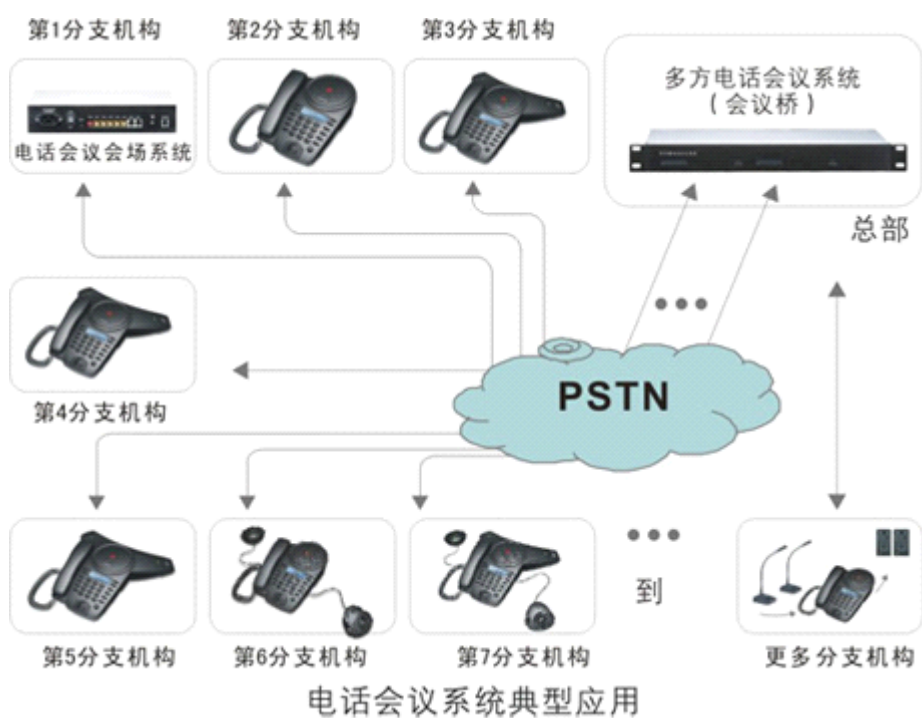 第1分支机构
第2分支机构
第3分支机构
多方电话会议系统
(会议桥)
电话会议会场系统
总部
第4分支机构
PSTN
到
第5分支机构
第6分支机构
第7分支机构
更多分支机构
电话会议系统典型应用